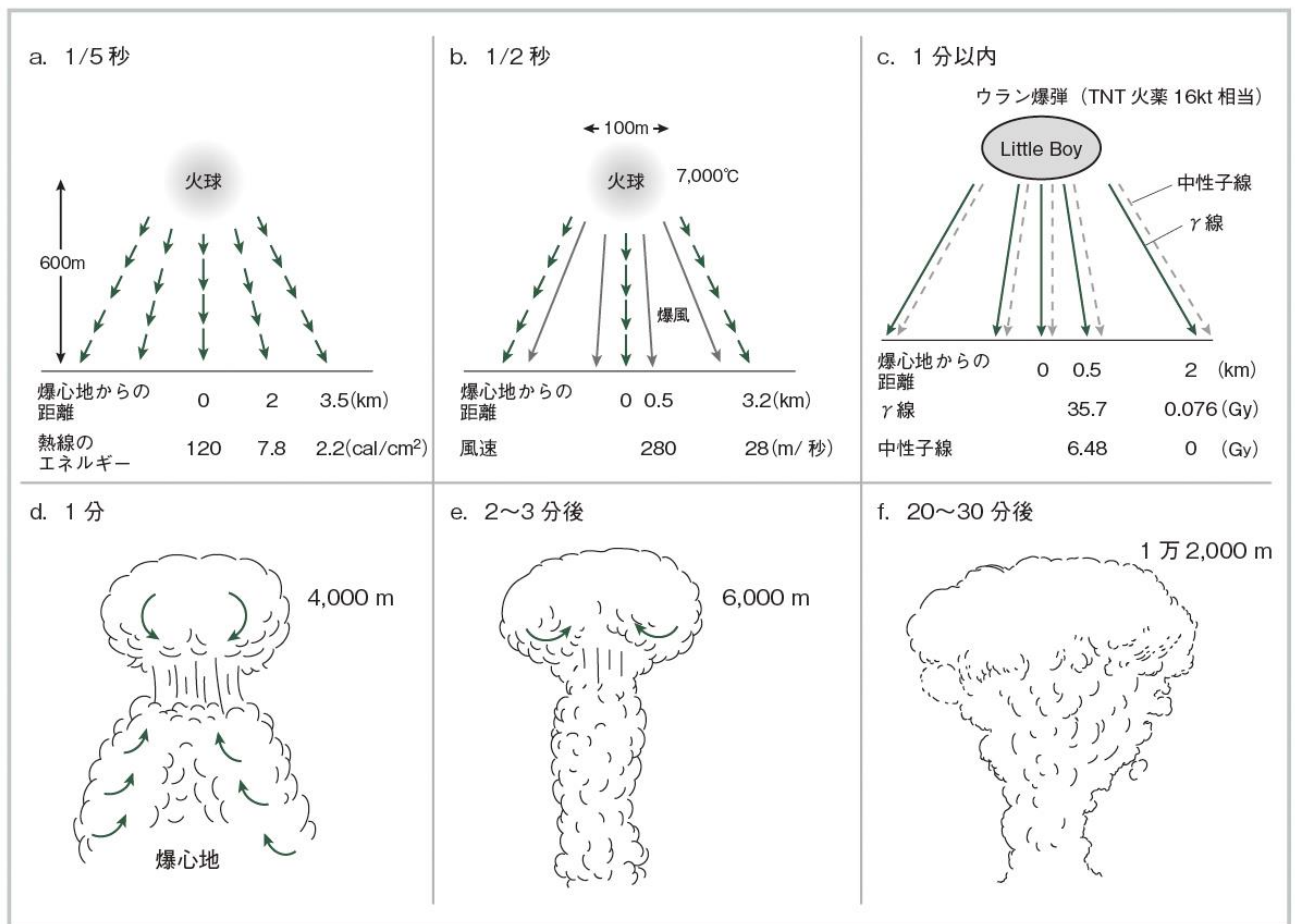 a. 1/5 秒
火球
600m
爆心地からの
距離
0 2 3.5(km)
熱線の
エネルギー
120 7.8 2.2(cal/cm²)
b. 1/2 秒
100m
火球
7,000℃
爆風
爆心地からの
距離
0 0.5 3.2(km)
風速 280 28(m/ 秒)
c. 1 分以内
ウラン爆弾（TNT 火薬 16kt 相当）
Little Boy
中性子線
γ 線
爆心地からの
距離
0 0.5 2 (km)
γ 線 35.7 0.076 (Gy)
中性子線 6.48 0 (Gy)
d. 1 分
4,000 m
爆心地
e. 2〜3 分後
6,000 m
f. 20〜30 分後
1 万 2,000 m